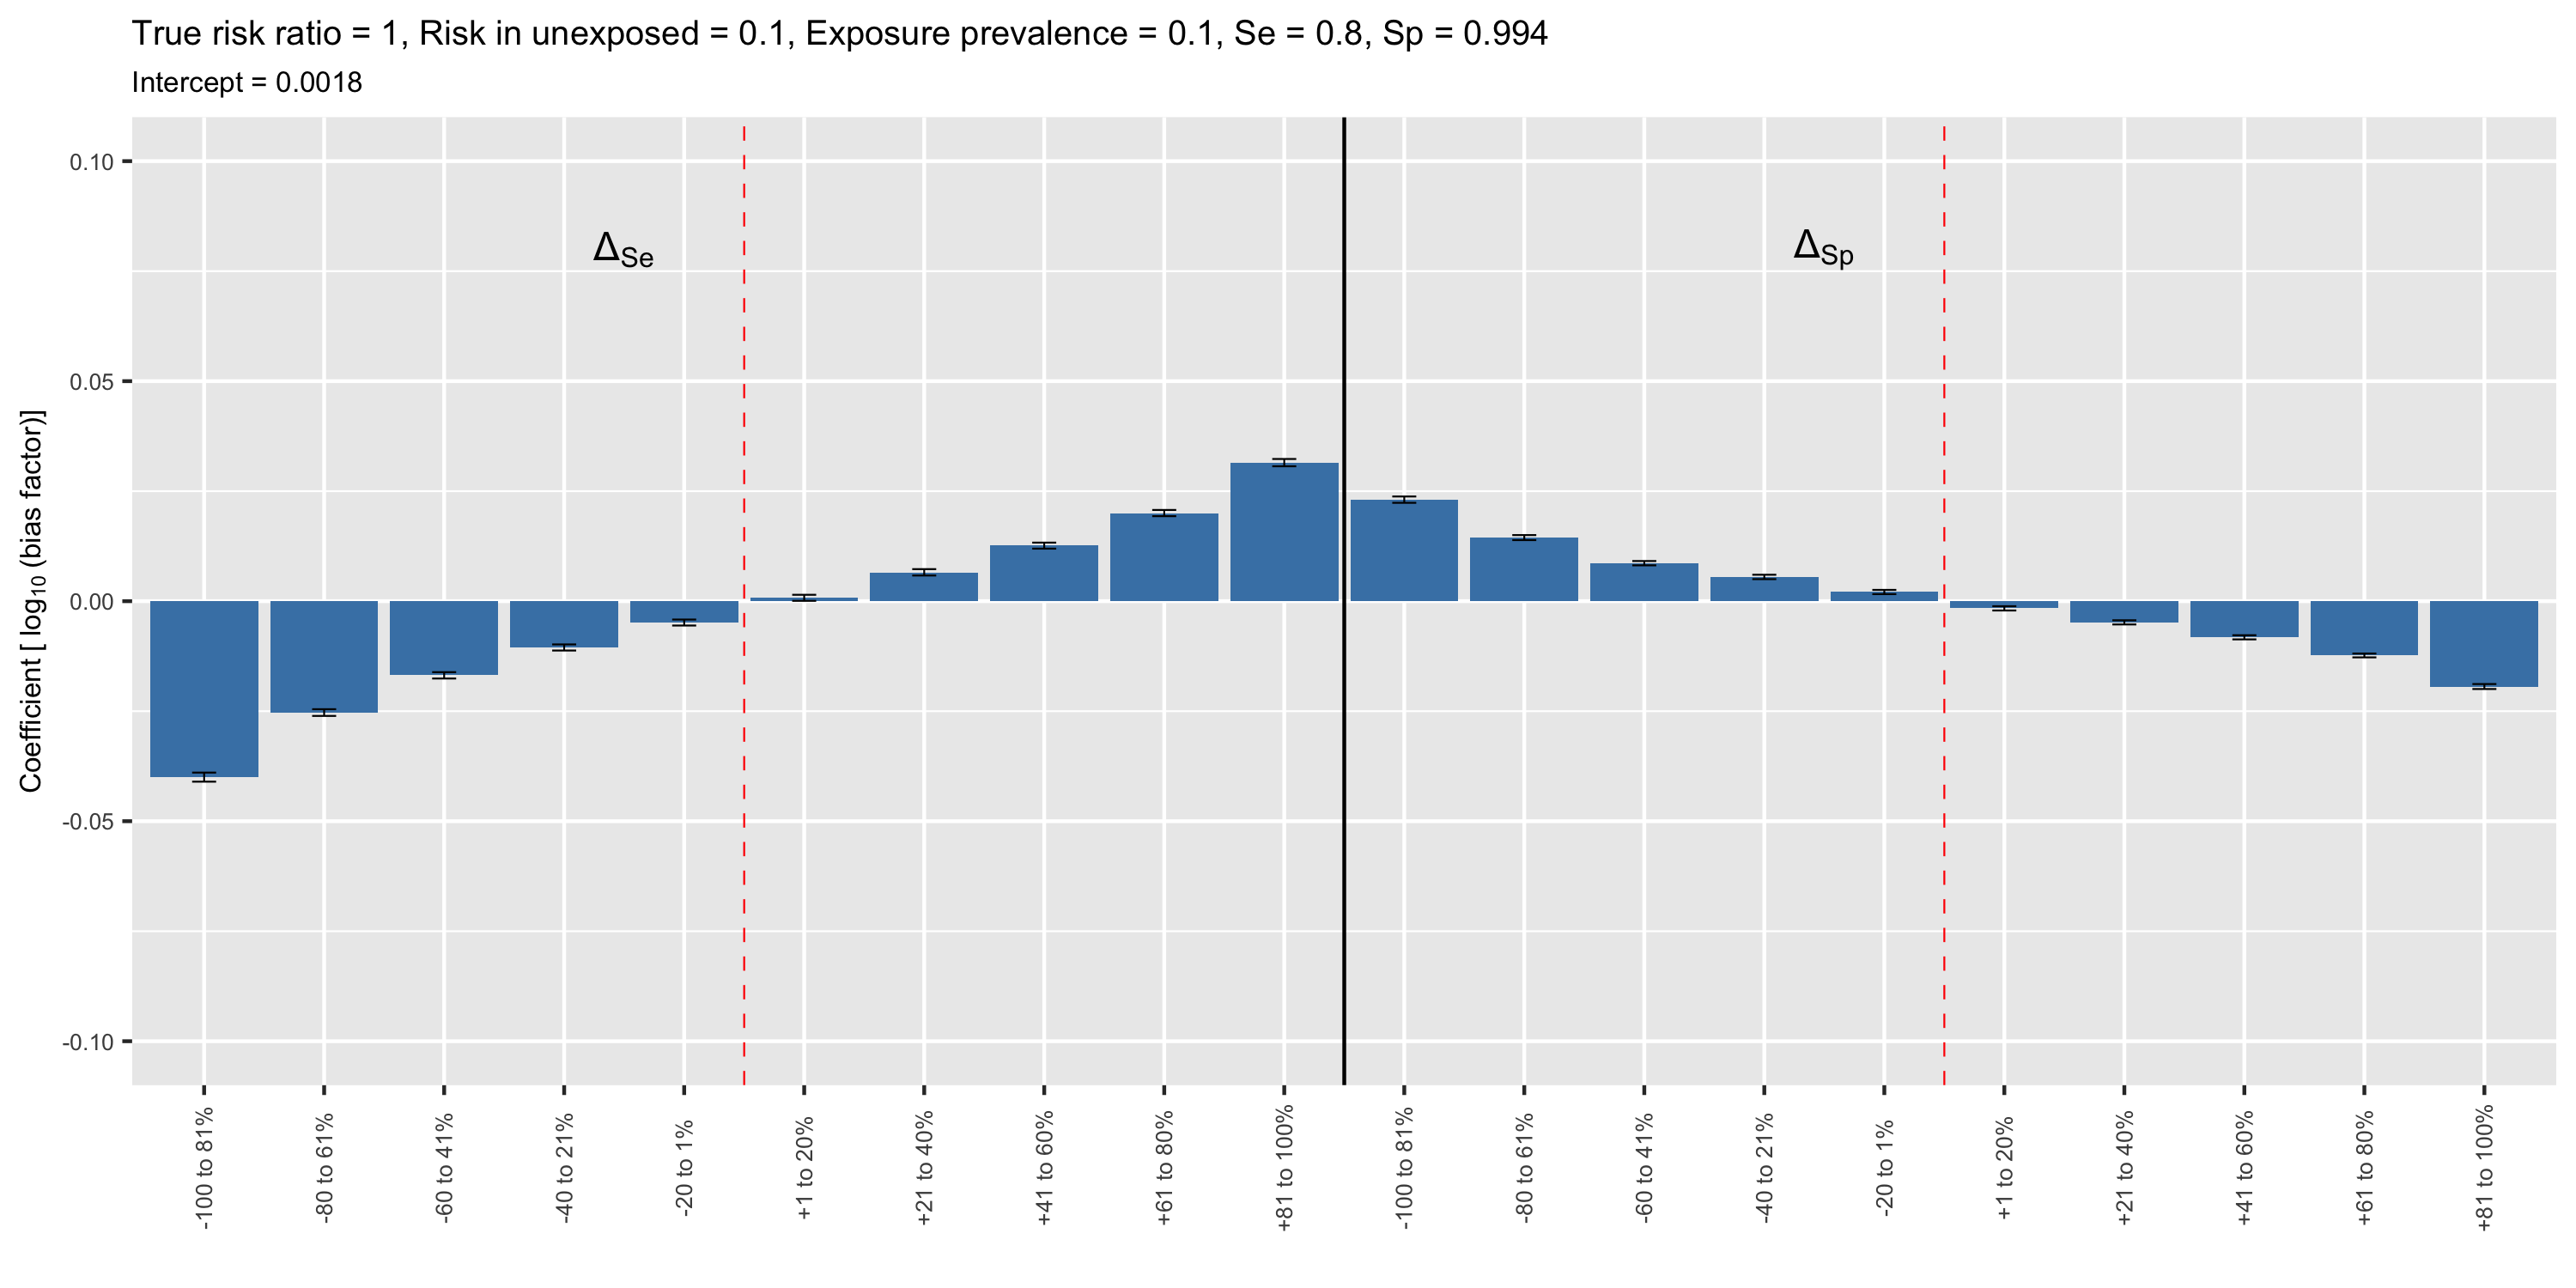 True risk ratio = 1, Risk in unexposed = 0.1, Exposure prevalence = 0.1, Se = 0.8, Sp = 0.994
Intercept = 0.0018
Coefficient [ log10 (bias factor)]
0.10
0.05
0.00
-0.05
-0.10
ΔSe
ΔSp
-100 to 81%
-80 to 61%
-60 to 41%
-40 to 21%
-20 to 1%
+1 to 20%
+21 to 40%
+41 to 60%
+61 to 80%
+81 to 100%
-100 to 81%
-80 to 61%
-60 to 41%
-40 to 21%
-20 to 1%
+1 to 20%
+21 to 40%
+41 to 60%
+61 to 80%
+81 to 100%